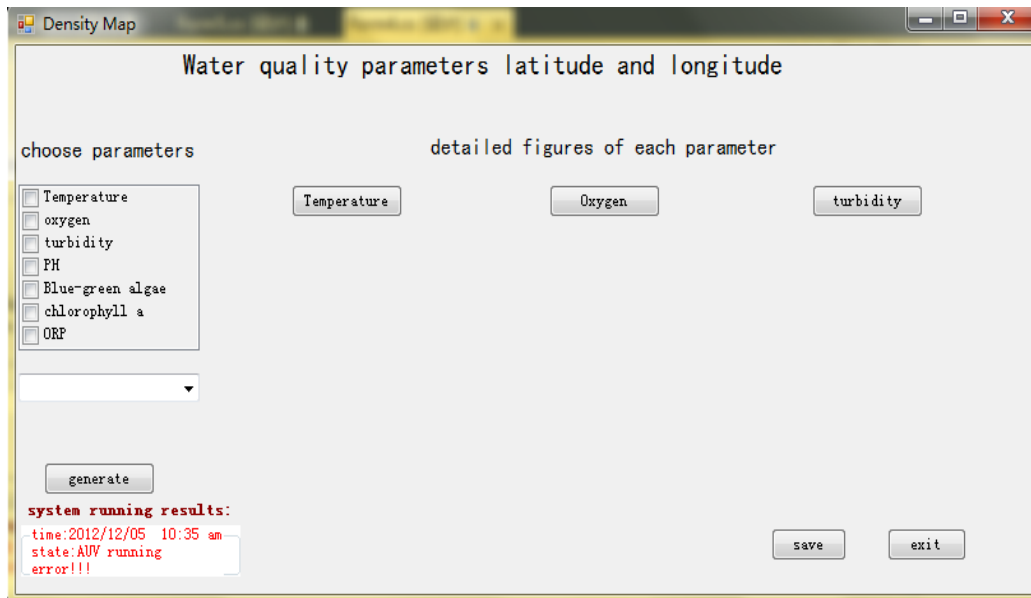 Density Map
Water quality parameters latitude and longitude
choose parameters
detailed figures of each parameter
Temperature
oxygen
turbidity
PH
Blue-green algae
chlorophyll a
ORP
Temperature
Oxygen
turbidity
generate
system running results:
time:2012/12/05 10:35 am
state:AUV running
error!!!
save
exit